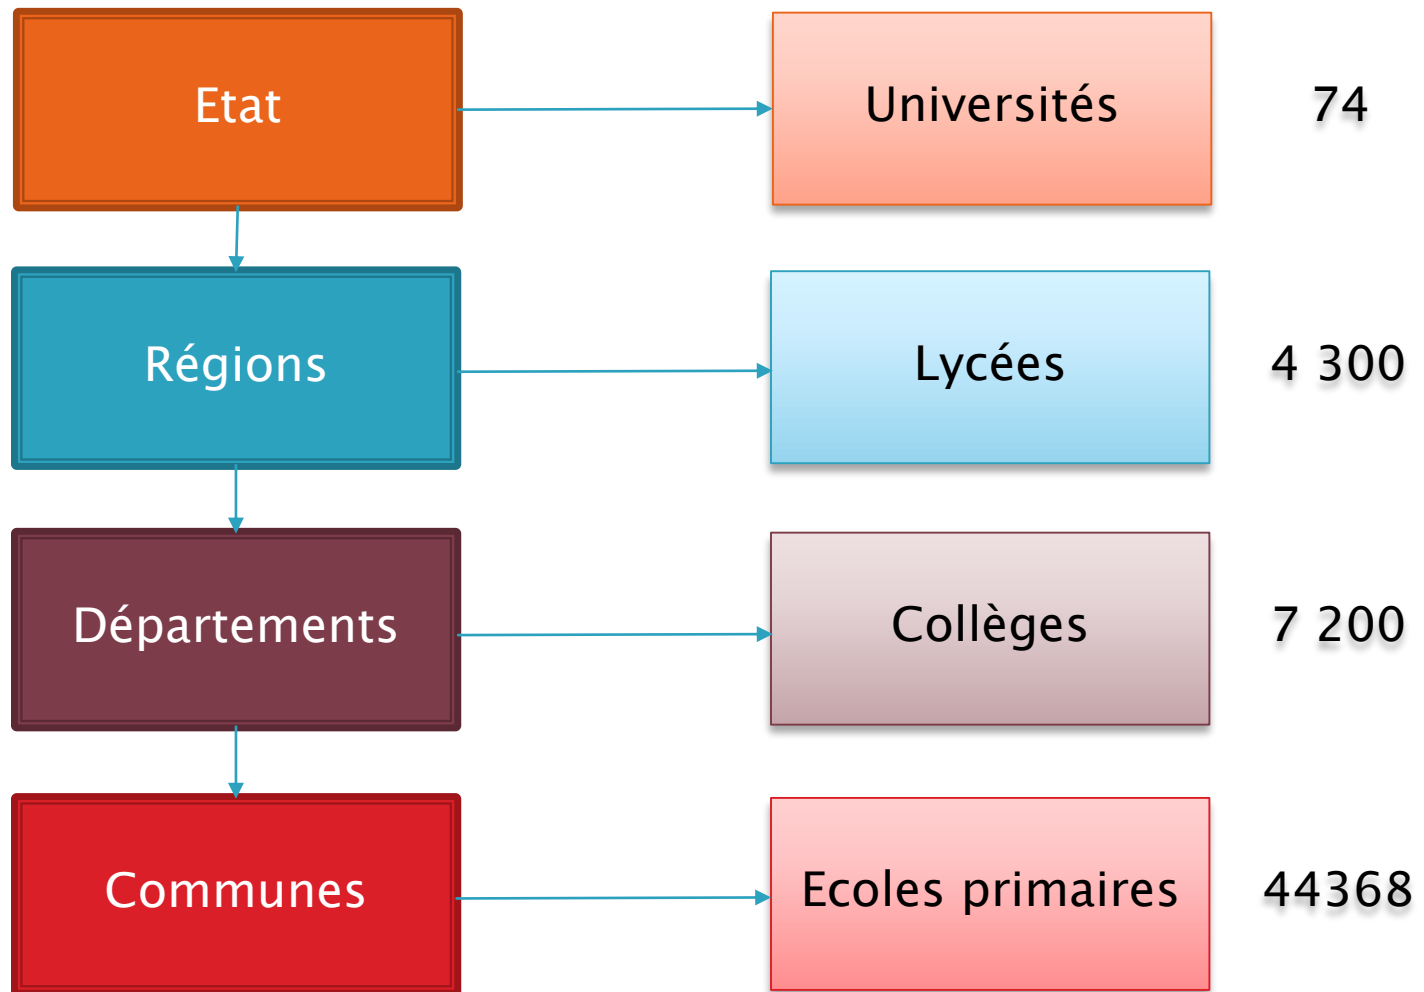 Etat
Universités
74
Régions
Lycées
4 300
Départements
Collèges
7 200
Communes
Ecoles primaires
44368